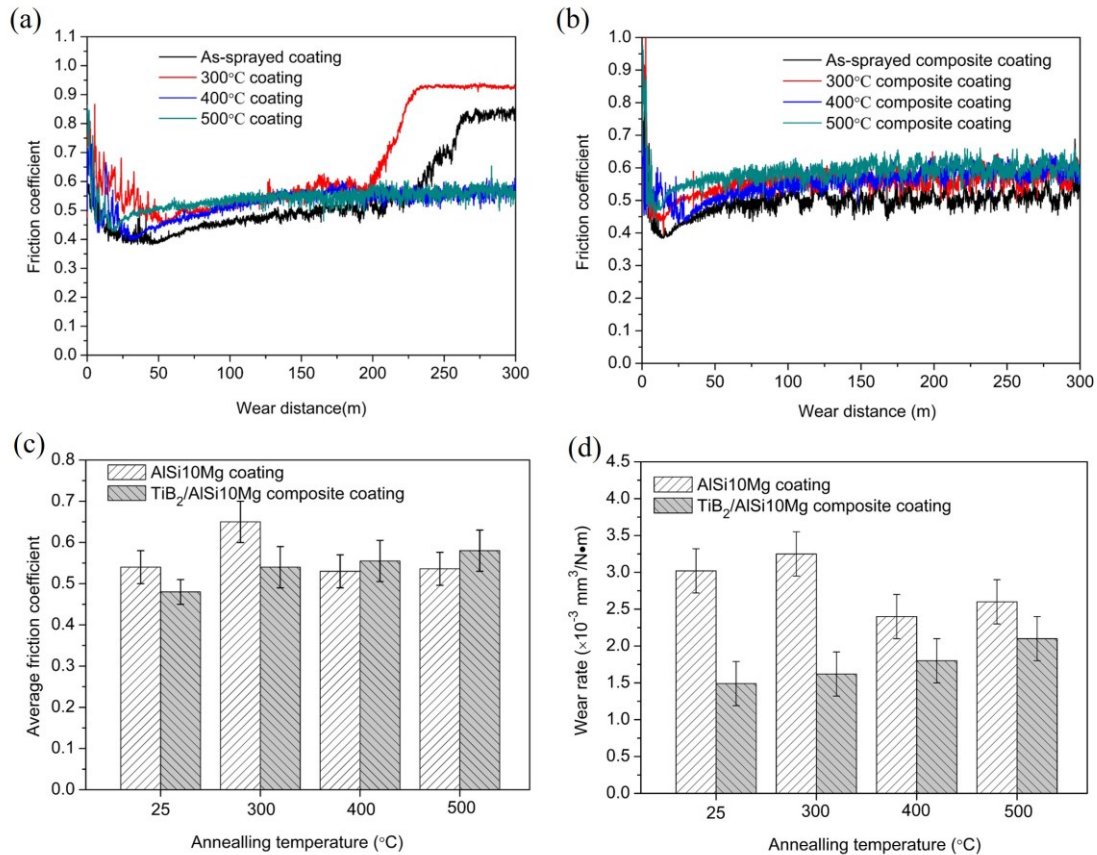 (a)
1.1
1.0
0.9
0.8
0.7
0.6
0.5
0.4
0.3
0.2
0.1
0.0
Friction coefficient
As-sprayed coating
300°C coating
400°C coating
500°C coating
0 50 100 150 200 250 300
Wear distance(m)
(b)
1.0
0.9
0.8
0.7
0.6
0.5
0.4
0.3
0.2
0.1
0.0
Friction coefficient
As-sprayed composite coating
300°C composite coating
400°C composite coating
500°C composite coating
0 50 100 150 200 250 300
Wear distance (m)
(c)
0.8
0.7
0.6
0.5
0.4
0.3
0.2
0.1
0.0
Average friction coefficient
AlSi10Mg coating
TiB₂/AlSi10Mg composite coating
25 300 400 500
Annealling temperature (°C)
(d)
4.5
4.0
3.5
3.0
2.5
2.0
1.5
1.0
0.5
0.0
Wear rate (×10⁻³ mm³/N•m)
AlSi10Mg coating
TiB₂/AlSi10Mg composite coating
25 300 400 500
Annealling temperature (°C)